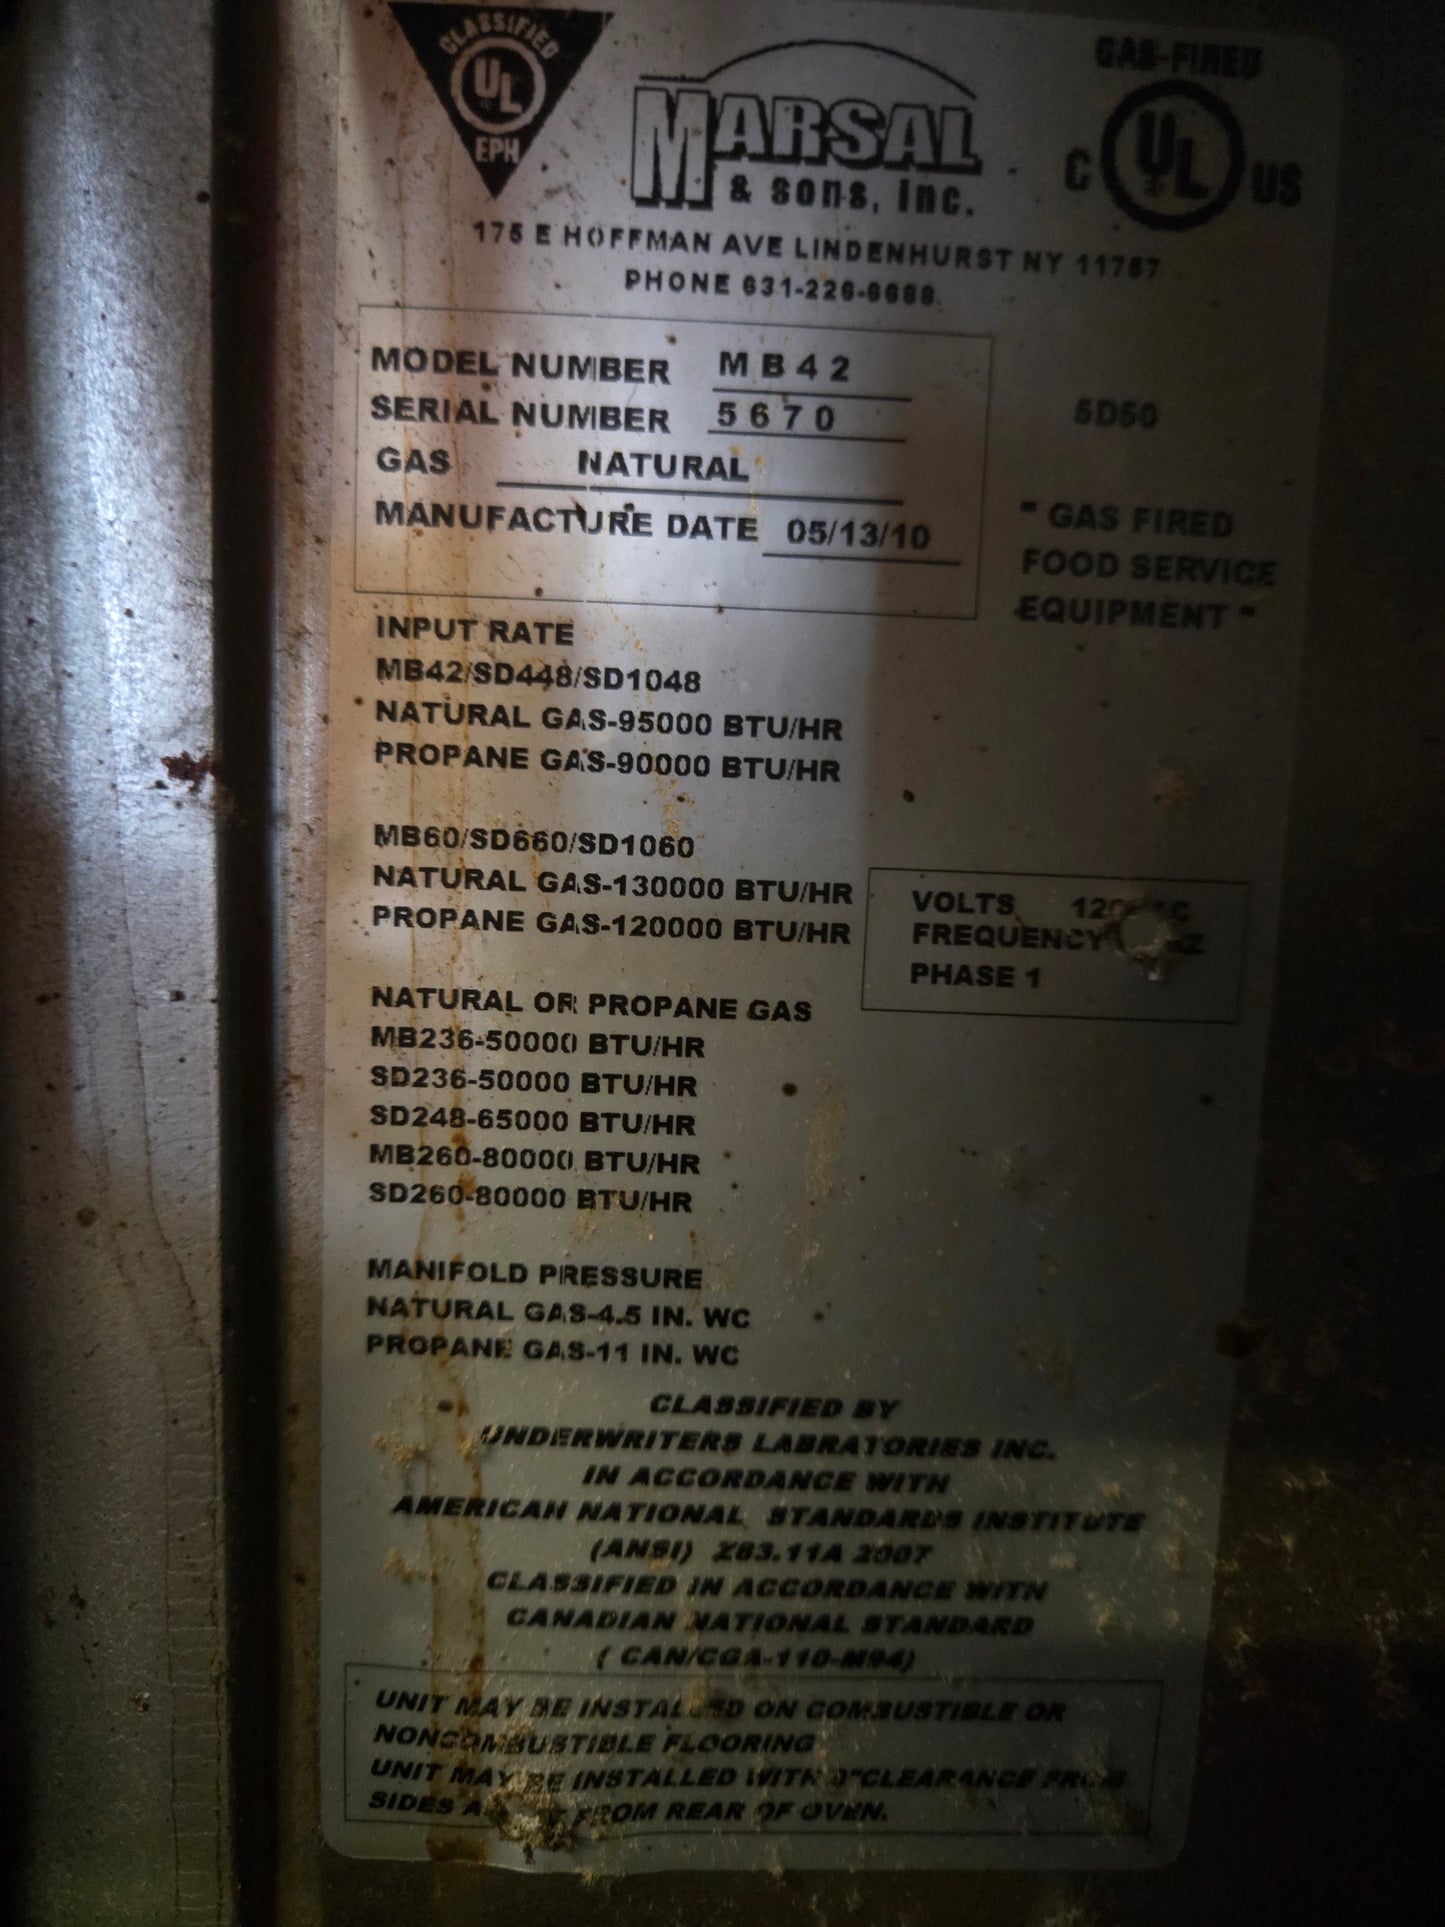 CLASSIFIED
UL
EPH
MARSAL
& sons, Inc.
GAS-FIRED
C UL US
175 E HOFFMAN AVE LINDENHURST NY 11757
PHONE 631-226-6688
MODEL NUMBER MB42
SERIAL NUMBER 5670
5D50
GAS NATURAL
MANUFACTURE DATE 05/13/10
" GAS FIRED
FOOD SERVICE
EQUIPMENT "
INPUT RATE
MB42/SD448/SD1048
NATURAL GAS-95000 BTU/HR
PROPANE GAS-90000 BTU/HR
MB60/SD660/SD1060
NATURAL GAS-130000 BTU/HR
PROPANE GAS-120000 BTU/HR
VOLTS
FREQUENCY
PHASE 1
NATURAL OR PROPANE GAS
MB236-50000 BTU/HR
SD236-50000 BTU/HR
SD248-65000 BTU/HR
MB260-80000 BTU/HR
SD260-80000 BTU/HR
MANIFOLD PRESSURE
NATURAL GAS-4.5 IN. WC
PROPANE GAS-11 IN. WC
CLASSIFIED BY
UNDERWRITERS LABRATORIES INC.
IN ACCORDANCE WITH
AMERICAN NATIONAL STANDARDS INSTITUTE
(ANSI) Z83.11A 2007
CLASSIFIED IN ACCORDANCE WITH
CANADIAN NATIONAL STANDARD
( CAN/CGA-110-M94)
UNIT MAY BE INSTALLED ON COMBUSTIBLE OR
NONCOMBUSTIBLE FLOORING
UNIT MAY BE INSTALLED WITH CLEARANCE FROM
SIDES FROM REAR OF OVEN.